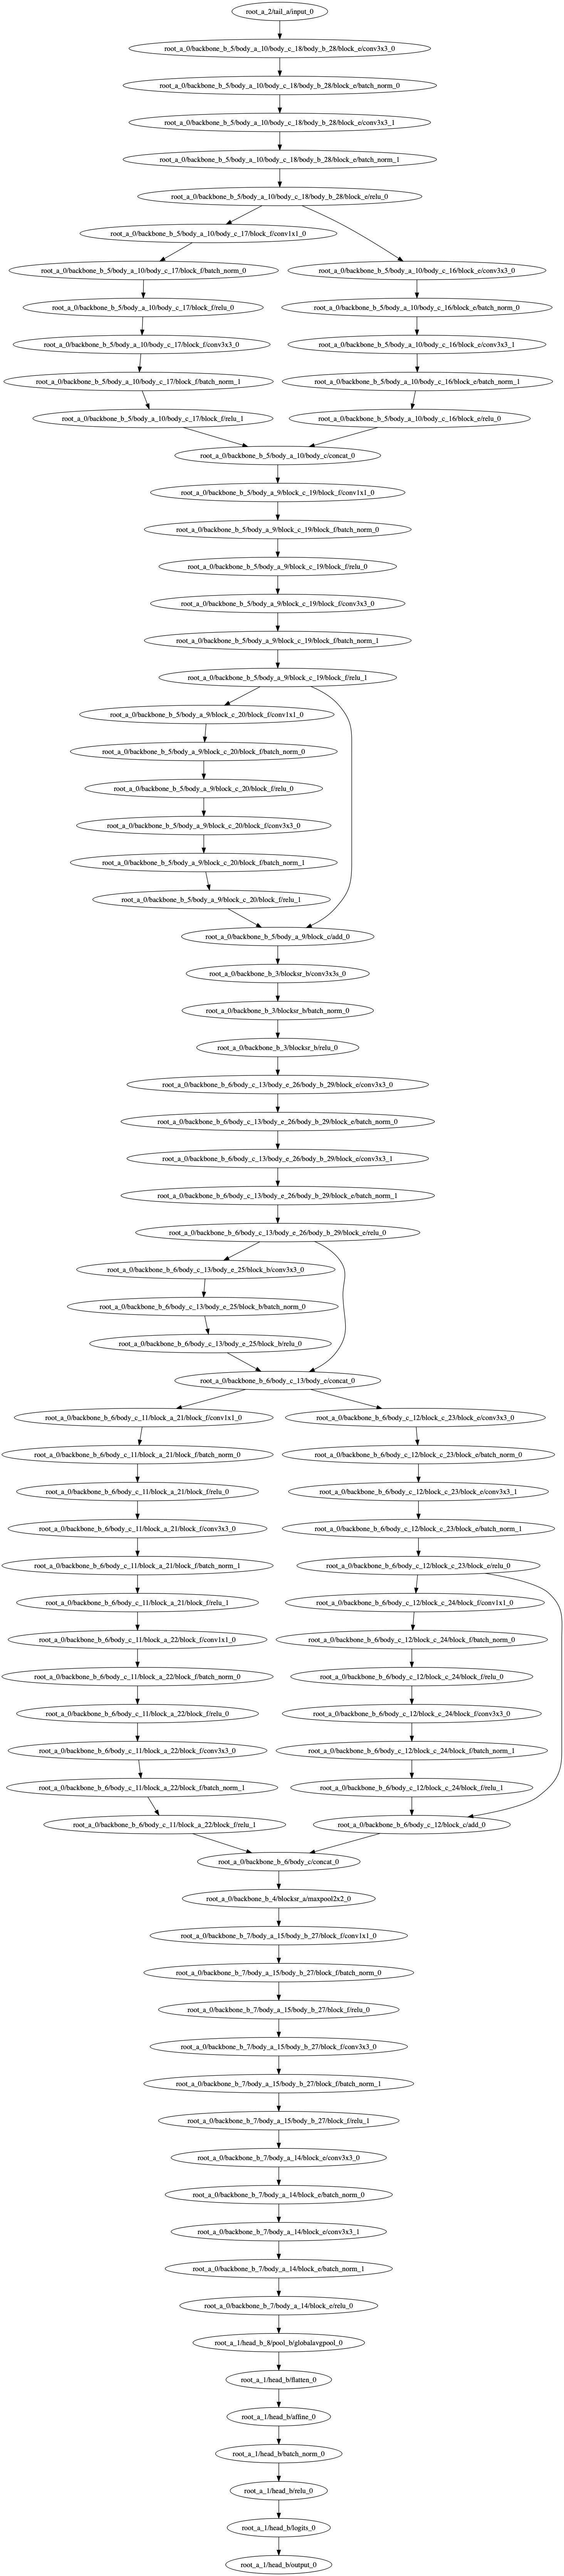 root_a_2/tail_a/input_0
root_a_0/backbone_b_5/body_a_10/body_c_18/body_b_28/block_e/conv3x3_0
root_a_0/backbone_b_5/body_a_10/body_c_18/body_b_28/block_e/batch_norm_0
root_a_0/backbone_b_5/body_a_10/body_c_18/body_b_28/block_e/conv3x3_1
root_a_0/backbone_b_5/body_a_10/body_c_18/body_b_28/block_e/batch_norm_1
root_a_0/backbone_b_5/body_a_10/body_c_18/body_b_28/block_e/relu_0
root_a_0/backbone_b_5/body_a_10/body_c_17/block_f/conv1x1_0
root_a_0/backbone_b_5/body_a_10/body_c_17/block_f/batch_norm_0
root_a_0/backbone_b_5/body_a_10/body_c_16/block_e/conv3x3_0
root_a_0/backbone_b_5/body_a_10/body_c_17/block_f/relu_0
root_a_0/backbone_b_5/body_a_10/body_c_16/block_e/batch_norm_0
root_a_0/backbone_b_5/body_a_10/body_c_17/block_f/conv3x3_0
root_a_0/backbone_b_5/body_a_10/body_c_16/block_e/conv3x3_1
root_a_0/backbone_b_5/body_a_10/body_c_17/block_f/batch_norm_1
root_a_0/backbone_b_5/body_a_10/body_c_16/block_e/batch_norm_1
root_a_0/backbone_b_5/body_a_10/body_c_17/block_f/relu_1
root_a_0/backbone_b_5/body_a_10/body_c_16/block_e/relu_0
root_a_0/backbone_b_5/body_a_10/body_c/concat_0
root_a_0/backbone_b_5/body_a_9/block_c_19/block_f/conv1x1_0
root_a_0/backbone_b_5/body_a_9/block_c_19/block_f/batch_norm_0
root_a_0/backbone_b_5/body_a_9/block_c_19/block_f/relu_0
root_a_0/backbone_b_5/body_a_9/block_c_19/block_f/conv3x3_0
root_a_0/backbone_b_5/body_a_9/block_c_19/block_f/batch_norm_1
root_a_0/backbone_b_5/body_a_9/block_c_19/block_f/relu_1
root_a_0/backbone_b_5/body_a_9/block_c_20/block_f/conv1x1_0
root_a_0/backbone_b_5/body_a_9/block_c_20/block_f/batch_norm_0
root_a_0/backbone_b_5/body_a_9/block_c_20/block_f/relu_0
root_a_0/backbone_b_5/body_a_9/block_c_20/block_f/conv3x3_0
root_a_0/backbone_b_5/body_a_9/block_c_20/block_f/batch_norm_1
root_a_0/backbone_b_5/body_a_9/block_c_20/block_f/relu_1
root_a_0/backbone_b_5/body_a_9/block_c/add_0
root_a_0/backbone_b_3/blocksr_b/conv3x3s_0
root_a_0/backbone_b_3/blocksr_b/batch_norm_0
root_a_0/backbone_b_3/blocksr_b/relu_0
root_a_0/backbone_b_6/body_c_13/body_e_26/body_b_29/block_e/conv3x3_0
root_a_0/backbone_b_6/body_c_13/body_e_26/body_b_29/block_e/batch_norm_0
root_a_0/backbone_b_6/body_c_13/body_e_26/body_b_29/block_e/conv3x3_1
root_a_0/backbone_b_6/body_c_13/body_e_26/body_b_29/block_e/batch_norm_1
root_a_0/backbone_b_6/body_c_13/body_e_26/body_b_29/block_e/relu_0
root_a_0/backbone_b_6/body_c_13/body_e_25/block_b/conv3x3_0
root_a_0/backbone_b_6/body_c_13/body_e_25/block_b/batch_norm_0
root_a_0/backbone_b_6/body_c_13/body_e_25/block_b/relu_0
root_a_0/backbone_b_6/body_c_13/body_e/concat_0
root_a_0/backbone_b_6/body_c_11/block_a_21/block_f/conv1x1_0
root_a_0/backbone_b_6/body_c_12/block_c_23/block_e/conv3x3_0
root_a_0/backbone_b_6/body_c_11/block_a_21/block_f/batch_norm_0
root_a_0/backbone_b_6/body_c_12/block_c_23/block_e/batch_norm_0
root_a_0/backbone_b_6/body_c_11/block_a_21/block_f/relu_0
root_a_0/backbone_b_6/body_c_12/block_c_23/block_e/conv3x3_1
root_a_0/backbone_b_6/body_c_11/block_a_21/block_f/conv3x3_0
root_a_0/backbone_b_6/body_c_12/block_c_23/block_e/batch_norm_1
root_a_0/backbone_b_6/body_c_11/block_a_21/block_f/batch_norm_1
root_a_0/backbone_b_6/body_c_12/block_c_23/block_e/relu_0
root_a_0/backbone_b_6/body_c_11/block_a_21/block_f/relu_1
root_a_0/backbone_b_6/body_c_12/block_c_24/block_f/conv1x1_0
root_a_0/backbone_b_6/body_c_11/block_a_22/block_f/conv1x1_0
root_a_0/backbone_b_6/body_c_12/block_c_24/block_f/batch_norm_0
root_a_0/backbone_b_6/body_c_11/block_a_22/block_f/batch_norm_0
root_a_0/backbone_b_6/body_c_12/block_c_24/block_f/relu_0
root_a_0/backbone_b_6/body_c_11/block_a_22/block_f/relu_0
root_a_0/backbone_b_6/body_c_12/block_c_24/block_f/conv3x3_0
root_a_0/backbone_b_6/body_c_11/block_a_22/block_f/conv3x3_0
root_a_0/backbone_b_6/body_c_12/block_c_24/block_f/batch_norm_1
root_a_0/backbone_b_6/body_c_11/block_a_22/block_f/batch_norm_1
root_a_0/backbone_b_6/body_c_12/block_c_24/block_f/relu_1
root_a_0/backbone_b_6/body_c_11/block_a_22/block_f/relu_1
root_a_0/backbone_b_6/body_c_12/block_c/add_0
root_a_0/backbone_b_6/body_c/concat_0
root_a_0/backbone_b_4/blocksr_a/maxpool2x2_0
root_a_0/backbone_b_7/body_a_15/body_b_27/block_f/conv1x1_0
root_a_0/backbone_b_7/body_a_15/body_b_27/block_f/batch_norm_0
root_a_0/backbone_b_7/body_a_15/body_b_27/block_f/relu_0
root_a_0/backbone_b_7/body_a_15/body_b_27/block_f/conv3x3_0
root_a_0/backbone_b_7/body_a_15/body_b_27/block_f/batch_norm_1
root_a_0/backbone_b_7/body_a_15/body_b_27/block_f/relu_1
root_a_0/backbone_b_7/body_a_14/block_e/conv3x3_0
root_a_0/backbone_b_7/body_a_14/block_e/batch_norm_0
root_a_0/backbone_b_7/body_a_14/block_e/conv3x3_1
root_a_0/backbone_b_7/body_a_14/block_e/batch_norm_1
root_a_0/backbone_b_7/body_a_14/block_e/relu_0
root_a_1/head_b_8/pool_b/globalavgpool_0
root_a_1/head_b/flatten_0
root_a_1/head_b/affine_0
root_a_1/head_b/batch_norm_0
root_a_1/head_b/relu_0
root_a_1/head_b/logits_0
root_a_1/head_b/output_0